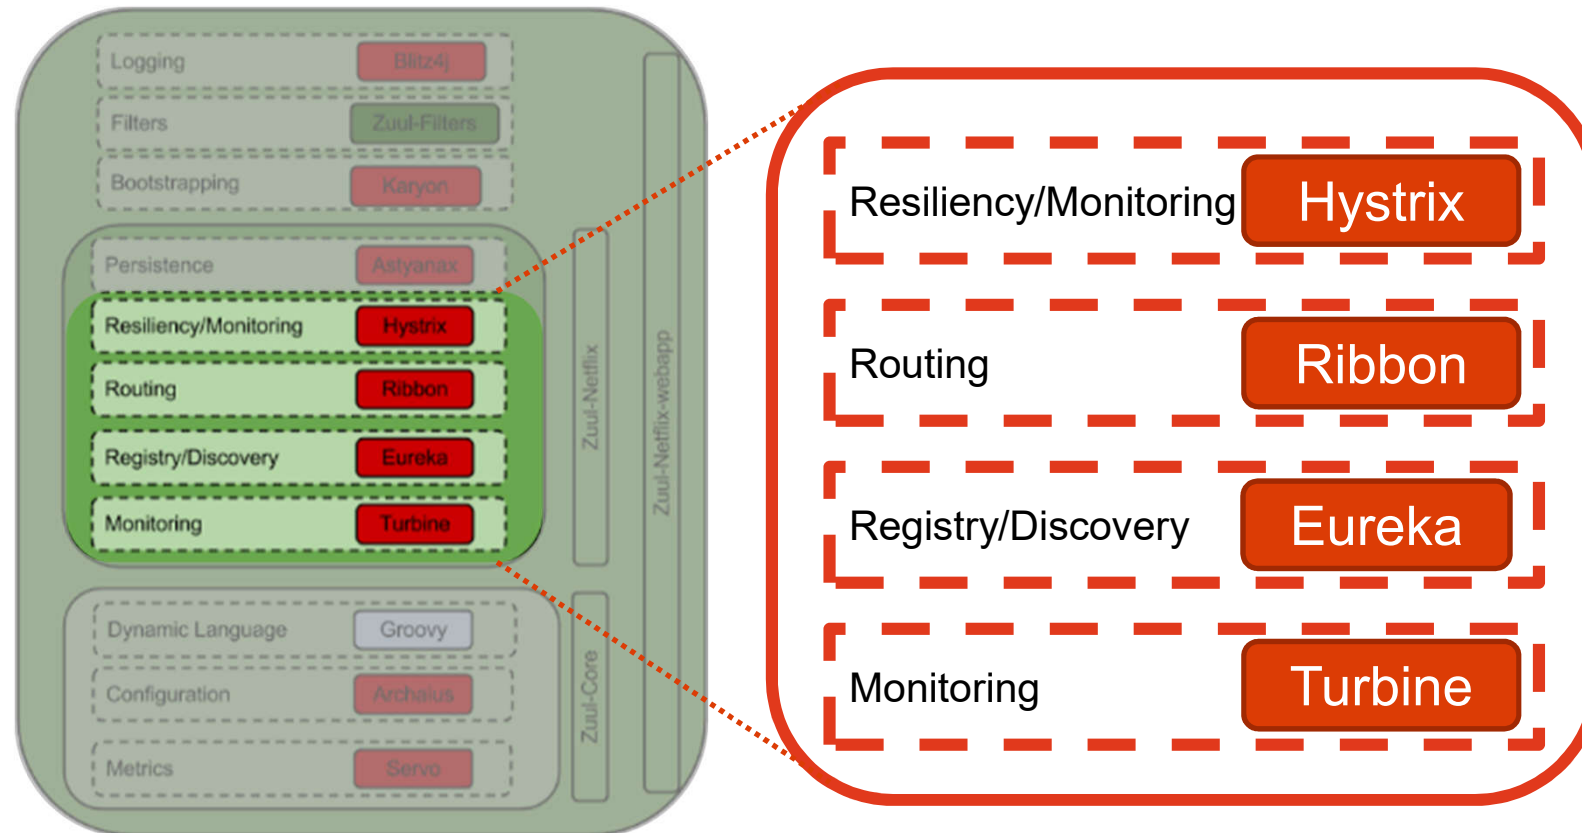 Logging Blitz4j
Filters Zuul-Filters
Bootstrapping Karyon
Persistence Astyanax
Resiliency/Monitoring Hystrix
Routing Ribbon
Registry/Discovery Eureka
Monitoring Turbine
Zuul-Netflix
Zuul-Netflix-webapp
Dynamic Language Groovy
Configuration Archaius
Metrics Servo
Zuul-Core
Resiliency/Monitoring Hystrix
Routing Ribbon
Registry/Discovery Eureka
Monitoring Turbine